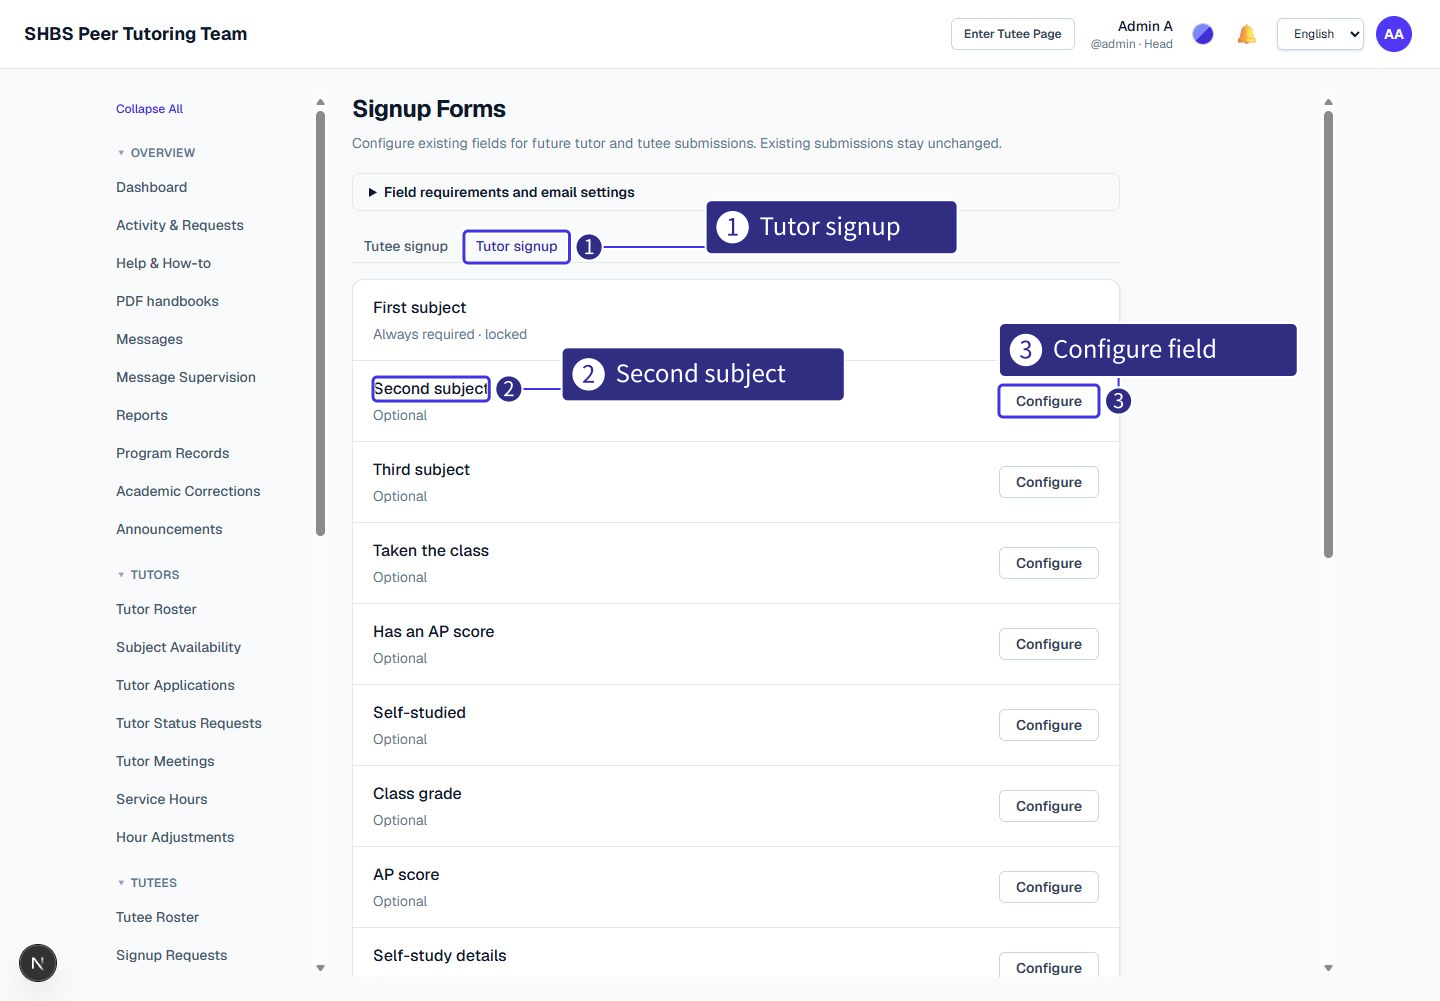 SHBS Peer Tutoring Team
Enter Tutee Page
Admin A
@admin · Head
English
AA
Collapse All
OVERVIEW
Dashboard
Activity & Requests
Help & How-to
PDF handbooks
Messages
Message Supervision
Reports
Program Records
Academic Corrections
Announcements
TUTORS
Tutor Roster
Subject Availability
Tutor Applications
Tutor Status Requests
Tutor Meetings
Service Hours
Hour Adjustments
TUTEES
Tutee Roster
Signup Requests
N
Signup Forms
Configure existing fields for future tutor and tutee submissions. Existing submissions stay unchanged.
Field requirements and email settings
Tutee signup
Tutor signup
1
1 Tutor signup
First subject
Always required · locked
Second subject
2
2 Second subject
Optional
3 Configure field
Configure
3
Third subject
Optional
Configure
Taken the class
Optional
Configure
Has an AP score
Optional
Configure
Self-studied
Optional
Configure
Class grade
Optional
Configure
AP score
Optional
Configure
Self-study details
Configure